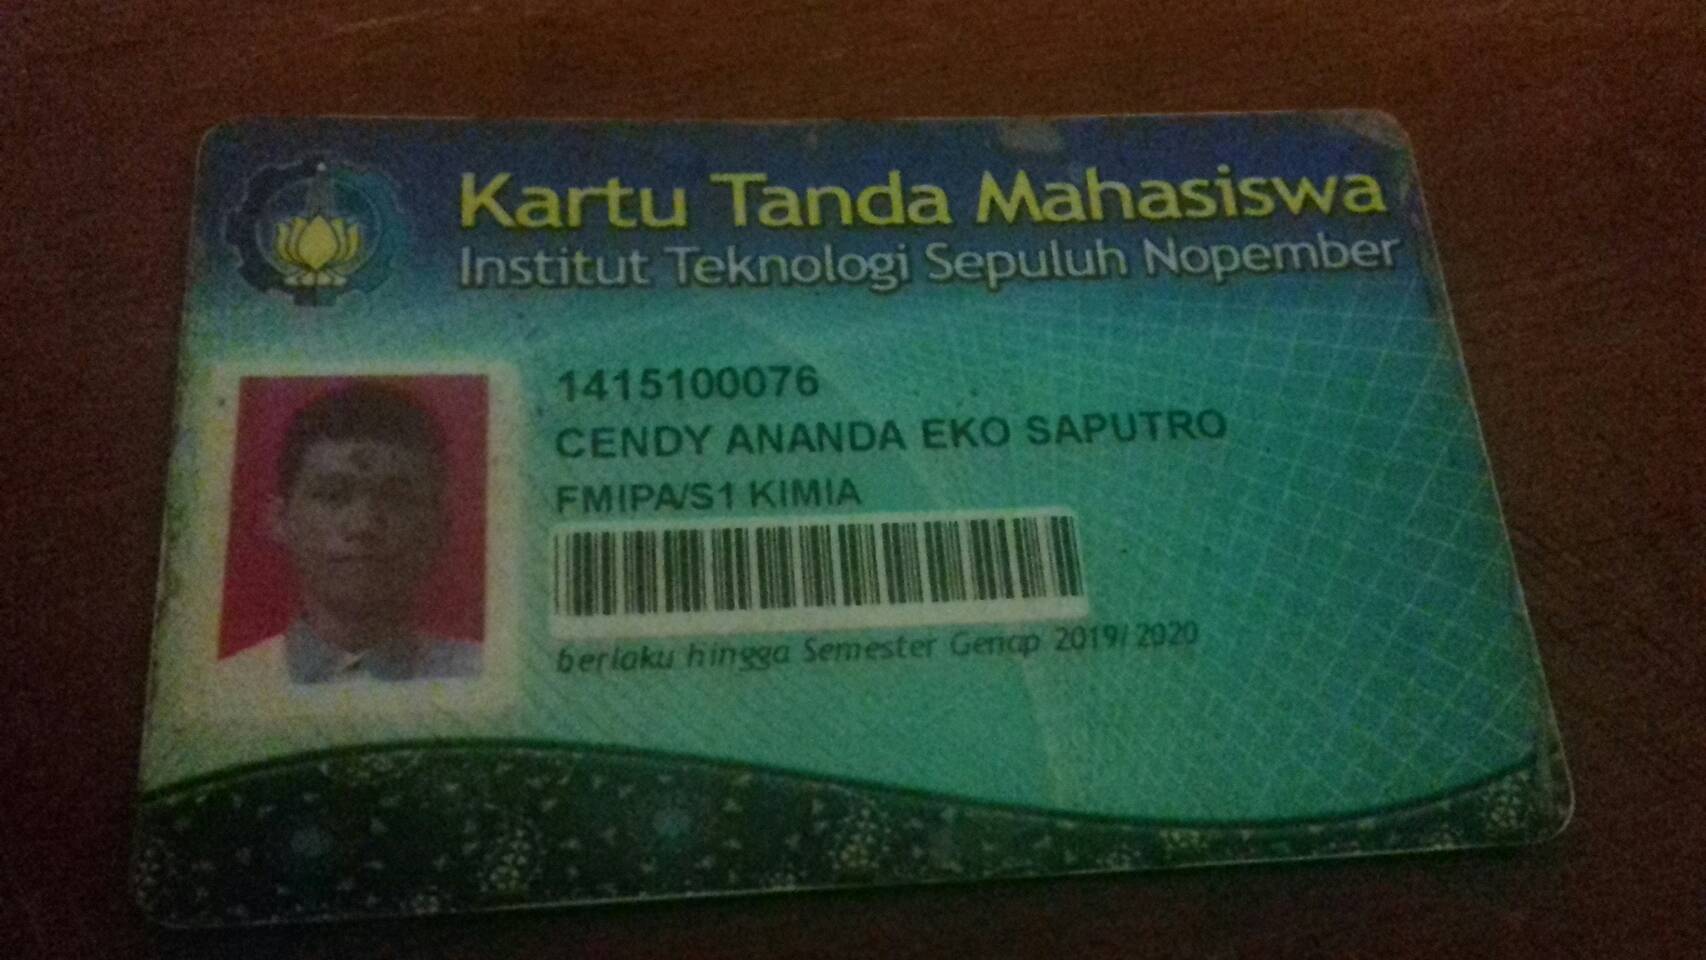 Kartu Tanda Mahasiswa
Institut Teknologi Sepuluh Nopember
1415100076
CENDY ANANDA EKO SAPUTRO
FMIPA/S1 KIMIA
berlaku hingga Semester Genap 2019/2020